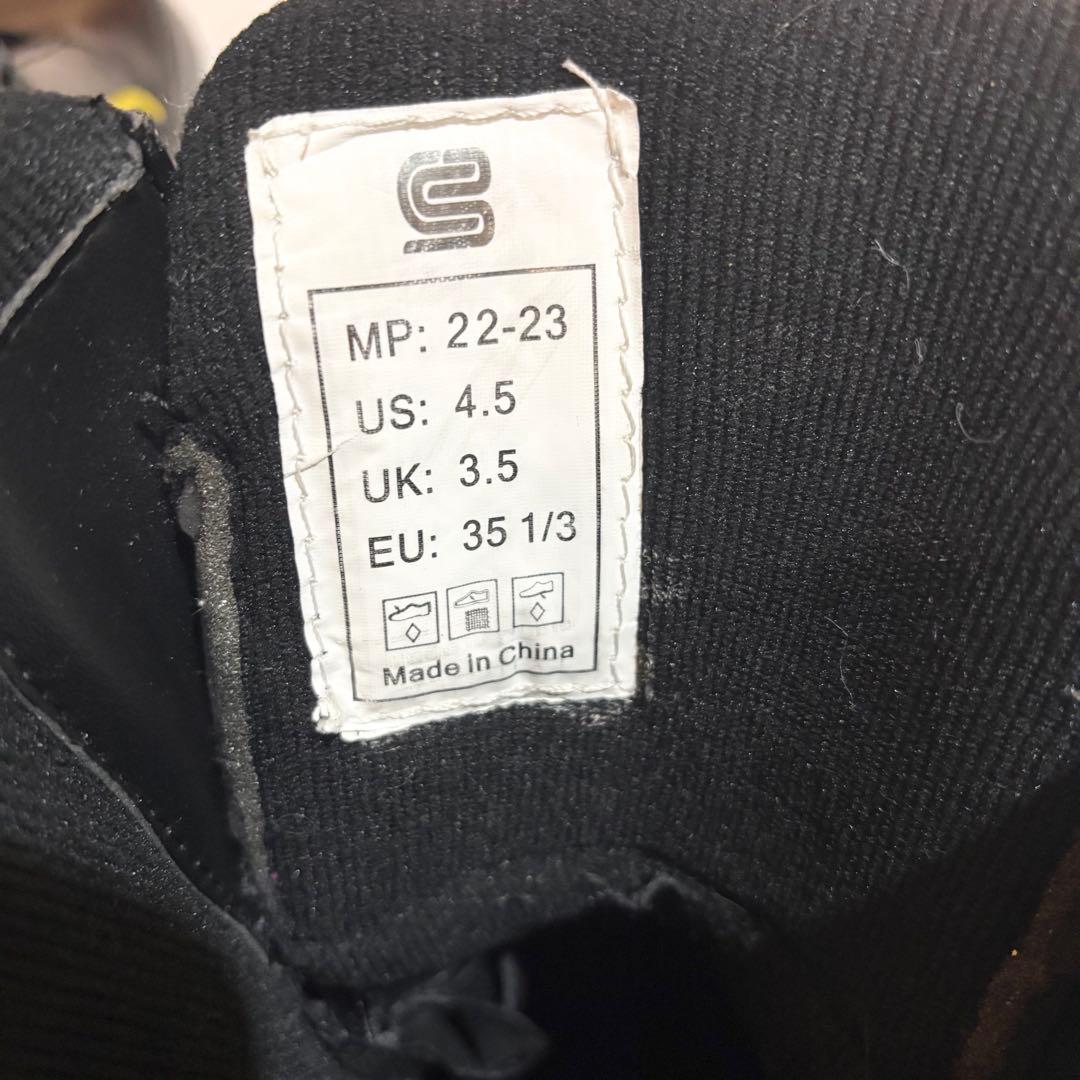 MP: 22-23
US: 4.5
UK: 3.5
EU: 35 1/3
Made in China